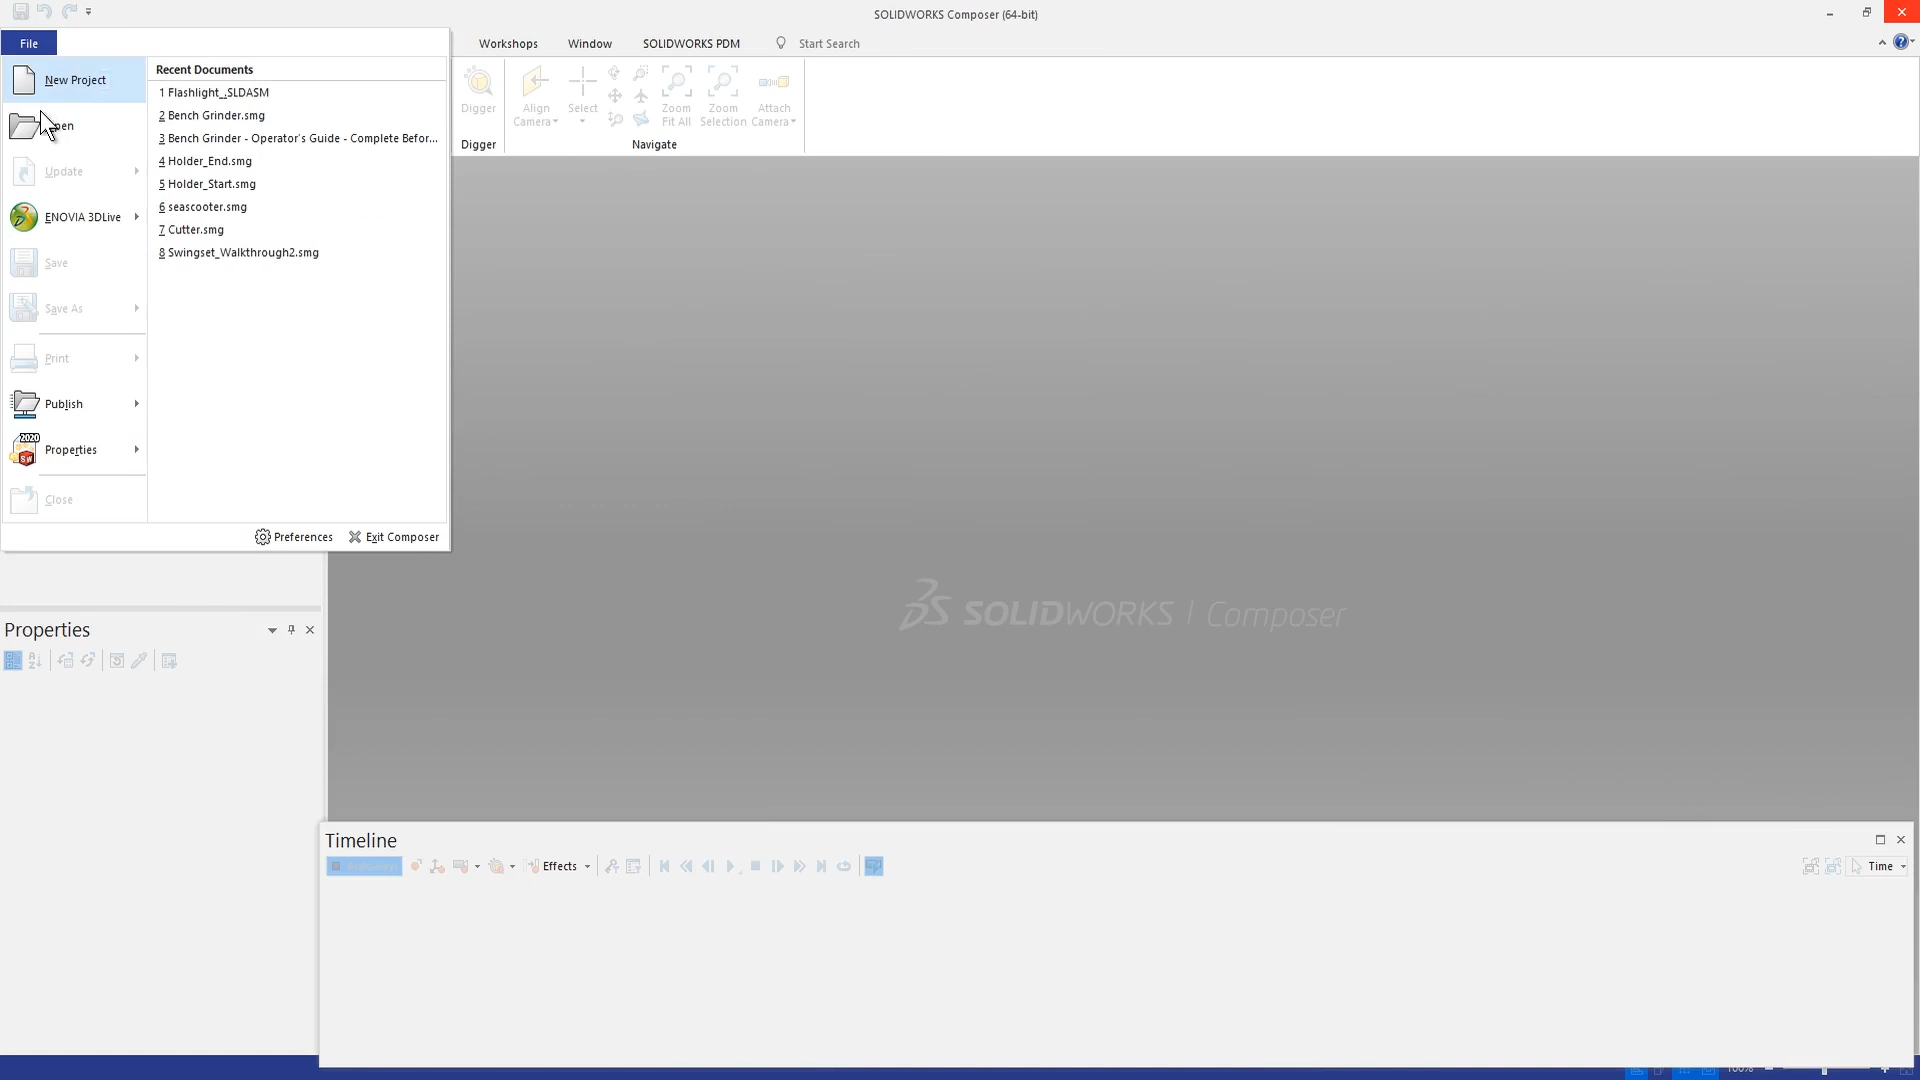 SOLIDWORKS Composer (64-bit)
File
Workshops
Window
SOLIDWORKS PDM
Start Search
New Project
Update
ENOVIA 3DLive
Save
Save As
Print
Publish
2020
SW
Properties
Close
Recent Documents
1 Flashlight_.SLDASM
2 Bench Grinder.smg
3 Bench Grinder - Operator's Guide - Complete Befor...
4 Holder_End.smg
5 Holder_Start.smg
6 seascooter.smg
7 Cutter.smg
8 Swingset_Walkthrough2.smg
Preferences
Exit Composer
Digger
Align Camera
Select
Zoom Fit All
Zoom Selection
Attach Camera
Digger
Navigate
SOLIDWORKS | Composer
Properties
Timeline
Effects
Time
100%